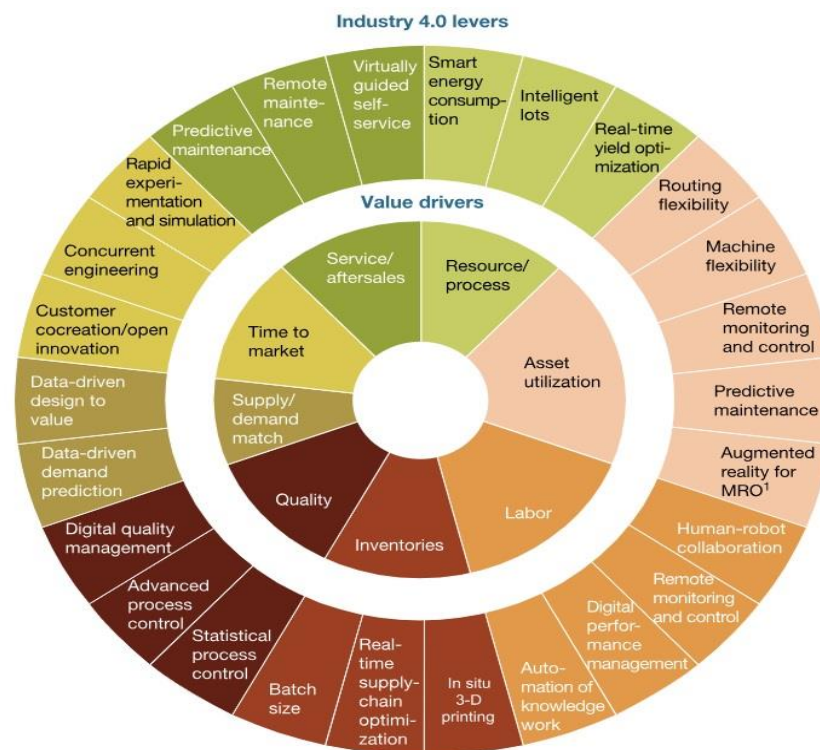 Industry 4.0 levers
Smart
energy
consump-
tion
Intelligent
lots
Real-time
yield opti-
mization
Routing
flexibility
Machine
flexibility
Remote
monitoring
and control
Predictive
maintenance
Augmented
reality for
MRO¹
Human-robot
collaboration
Remote
monitoring
and control
Digital
perfor-
mance
management
Auto-
mation of
knowledge
work
In situ
3-D
printing
Real-
time
supply-
chain
optimi-
zation
Batch
size
Statistical
process
control
Advanced
process
control
Digital quality
management
Data-driven
demand
prediction
Data-driven
design to
value
Customer
cocreation/open
innovation
Concurrent
engineering
Rapid
experi-
mentation
and simulation
Predictive
maintenance
Remote
mainte-
nance
Virtually
guided
self-
service
Value drivers
Resource/
process
Asset
utilization
Labor
Inventories
Quality
Supply/
demand
match
Time to
market
Service/
aftersales